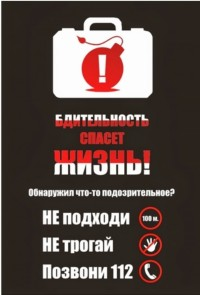 !
БДИТЕЛЬНОСТЬ
СПАСЕТ
ЖИЗНЬ!
Обнаружил что-то подозрительное?
НЕ подходи 100 м.
НЕ трогай
Позвони 112